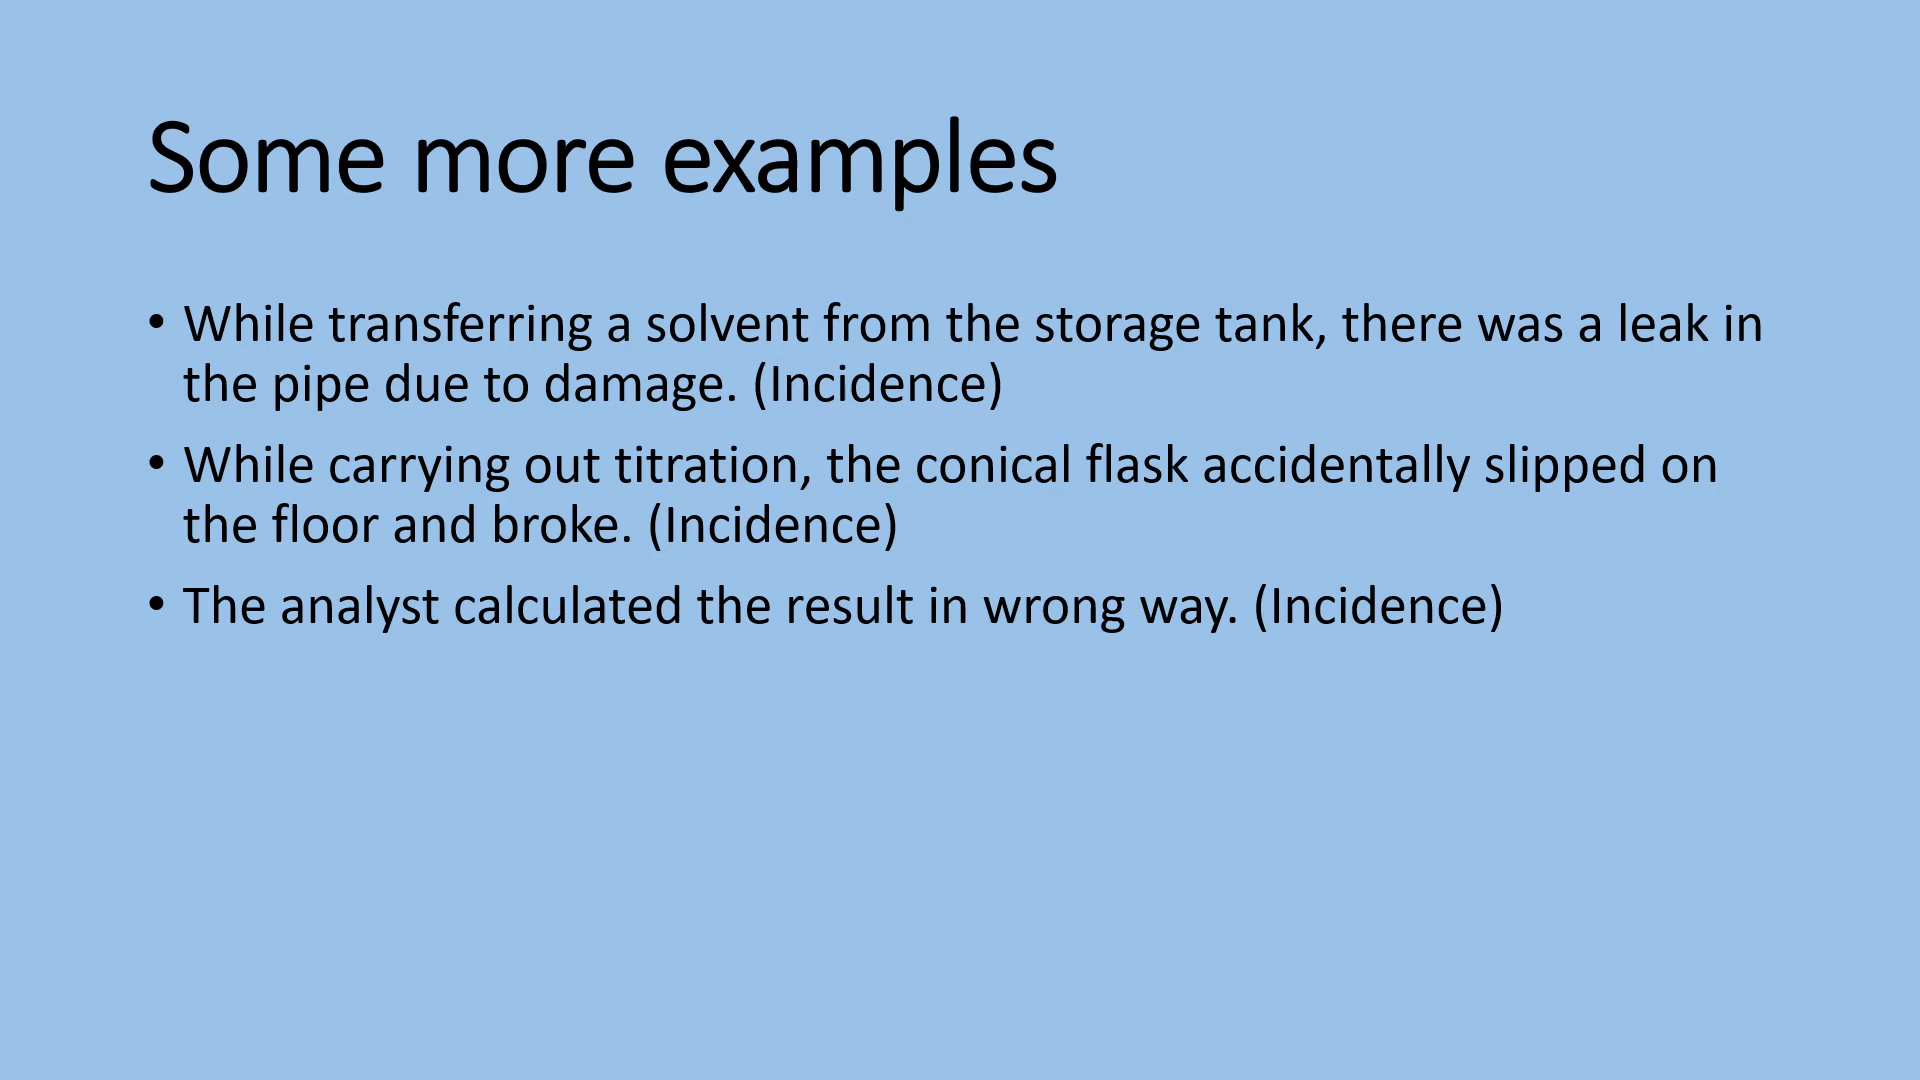 Some more examples
• While transferring a solvent from the storage tank, there was a leak in
the pipe due to damage. (Incidence)
• While carrying out titration, the conical flask accidentally slipped on
the floor and broke. (Incidence)
• The analyst calculated the result in wrong way. (Incidence)